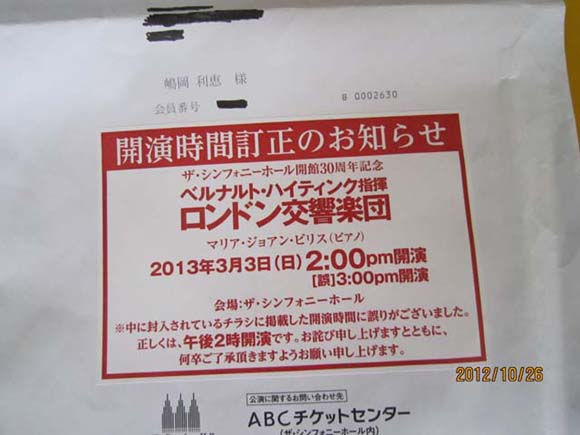 嶋岡 利恵 様
会員番号
B 0002630
開演時間訂正のお知らせ
ザ・シンフォニーホール開館30周年記念
ベルナルト・ハイティンク指揮
ロンドン交響楽団
マリア・ジョアン・ピリス(ピアノ)
2013年3月3日(日) 2:00pm開演
[誤]3:00pm開演
会場:ザ・シンフォニーホール
※中に封入されているチラシに掲載した開演時間に誤りがございました。
正しくは、午後2時開演です。お詫び申し上げますとともに、
何卒ご了承頂きますようお願い申し上げます。
2012/10/26
公演に関するお問い合わせ先
ABCチケットセンター
(ザ・シンフォニーホール内)